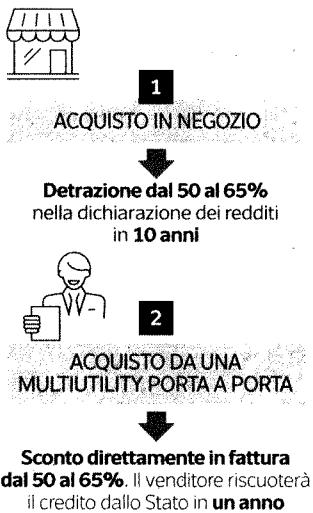 1
ACQUISTO IN NEGOZIO
Detrazione dal 50 al 65%
nella dichiarazione dei redditi
in 10 anni
2
ACQUISTO DA UNA
MULTIUTILITY PORTA A PORTA
Sconto direttamente in fattura
dal 50 al 65%. Il venditore riscuoterà
il credito dallo Stato in un anno